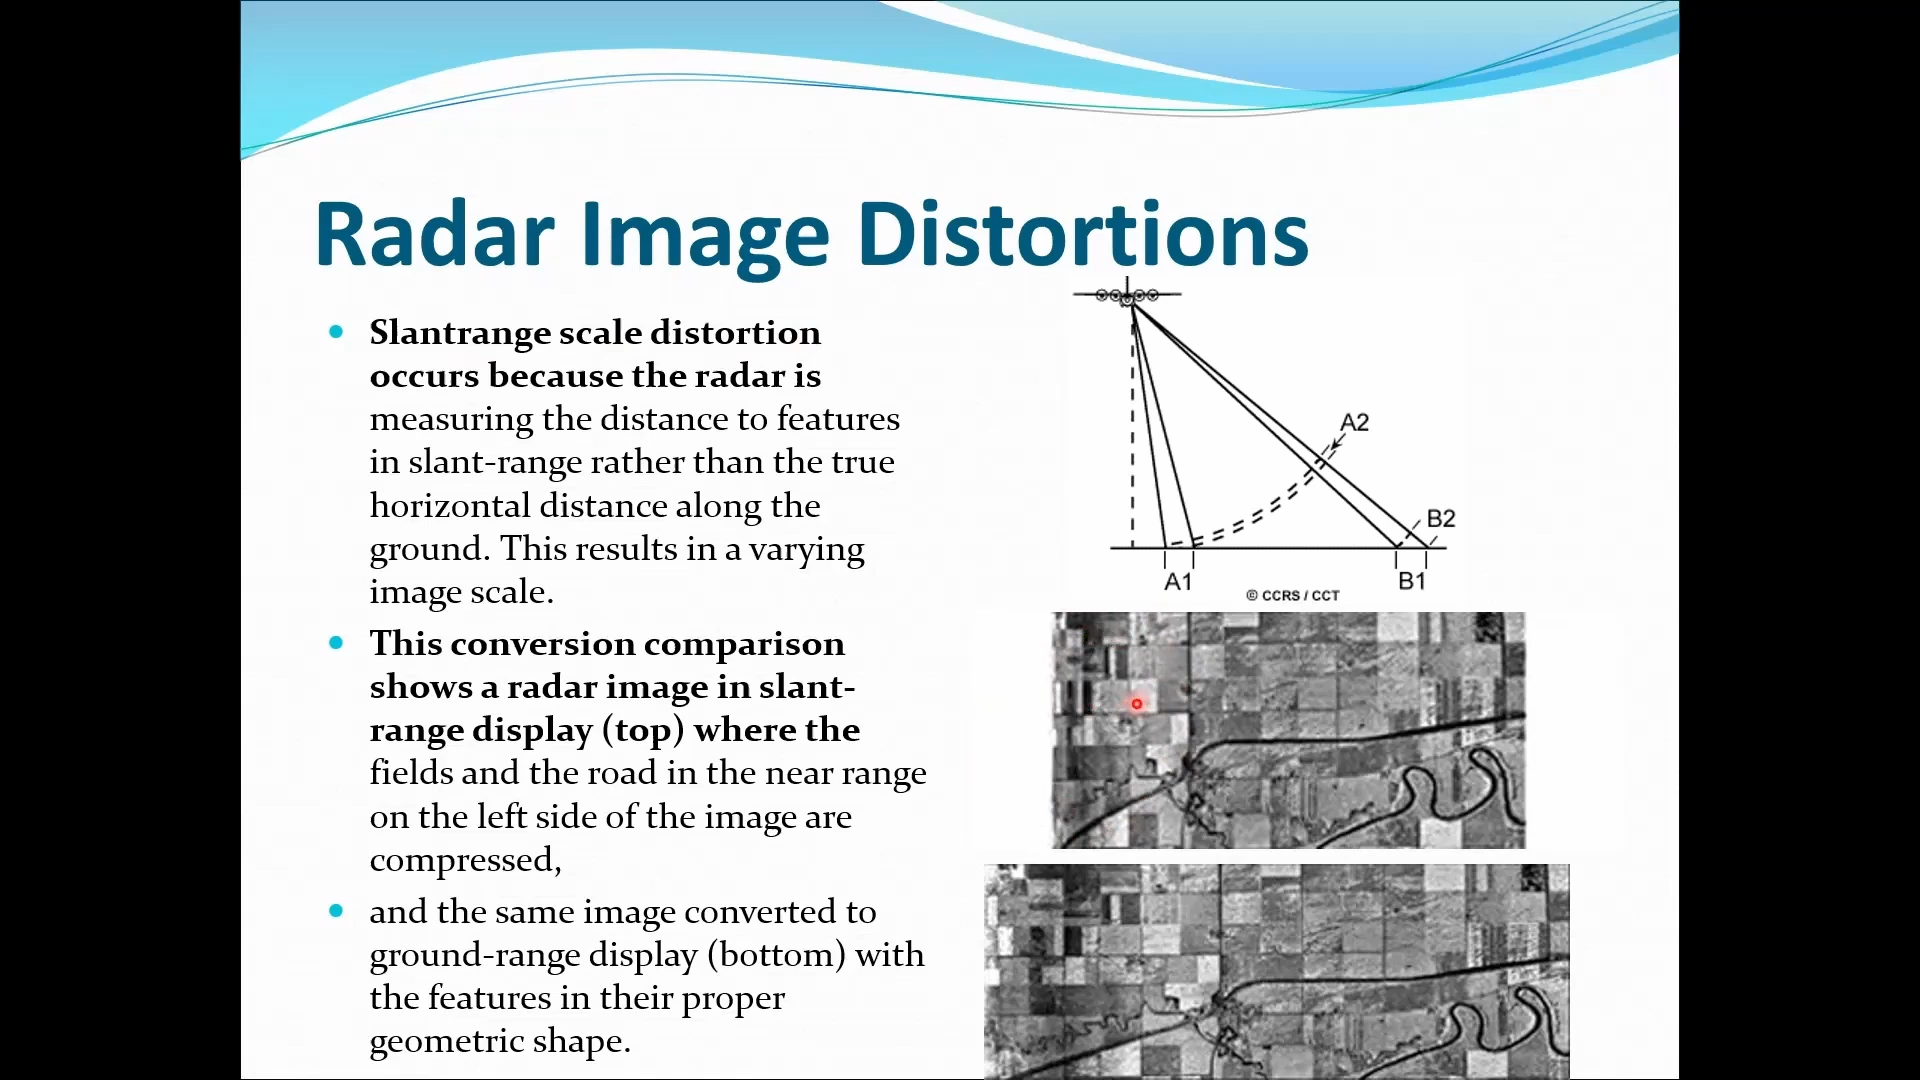 Radar Image Distortions
Slantrange scale distortion
occurs because the radar is
measuring the distance to features
in slant-range rather than the true
horizontal distance along the
ground. This results in a varying
image scale.
This conversion comparison
shows a radar image in slant-
range display (top) where the
fields and the road in the near range
on the left side of the image are
compressed,
and the same image converted to
ground-range display (bottom) with
the features in their proper
geometric shape.
A2
B2
A1
B1
© CCRS / CCT